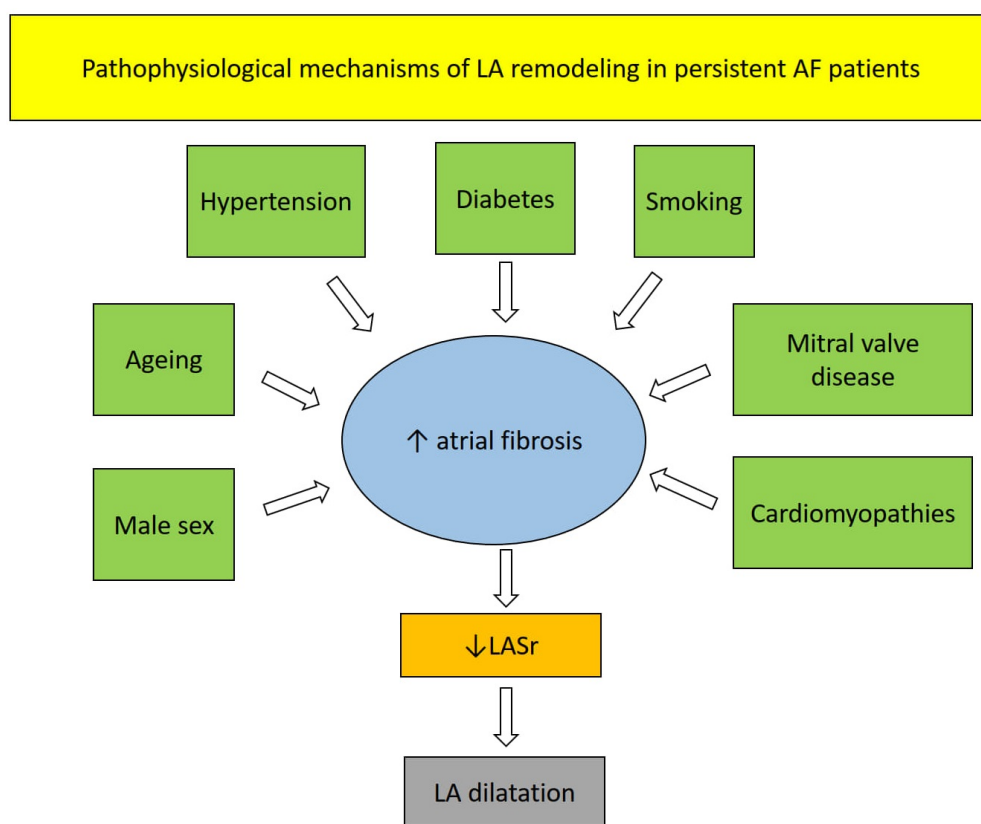 Pathophysiological mechanisms of LA remodeling in persistent AF patients
Hypertension
Diabetes
Smoking
Ageing
Mitral valve
disease
↑ atrial fibrosis
Male sex
Cardiomyopathies
↓LASr
LA dilatation